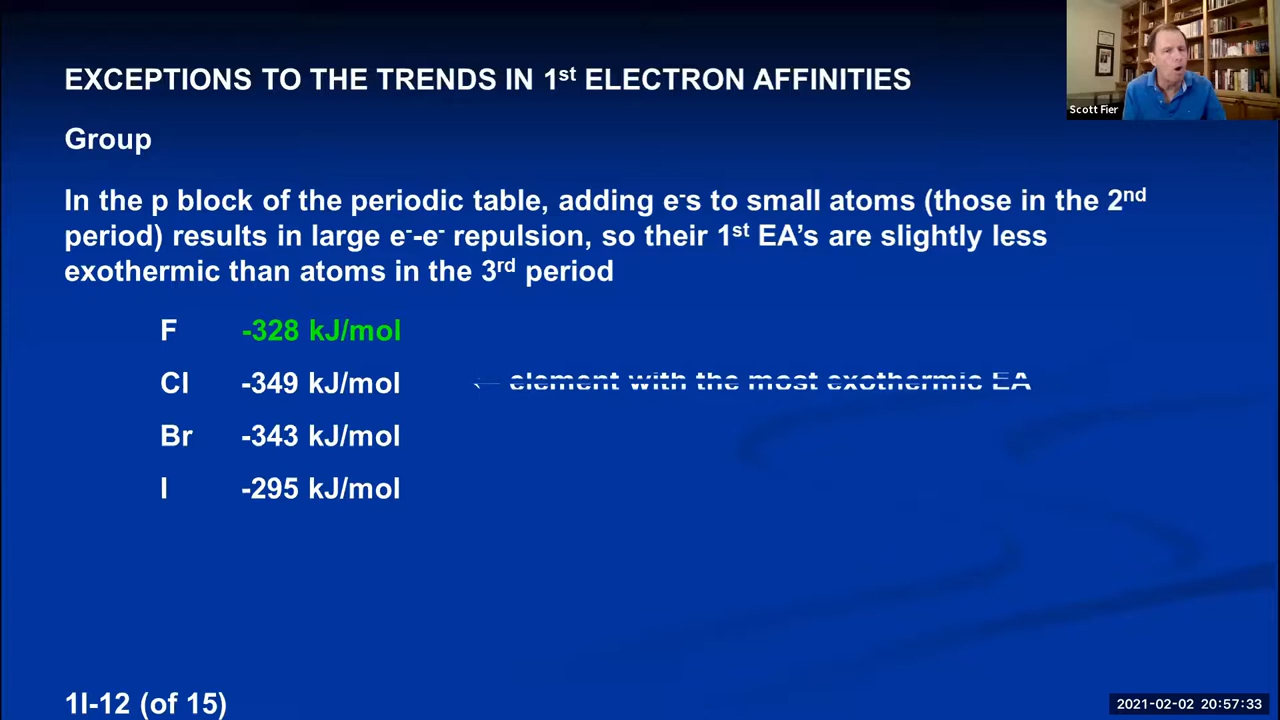 EXCEPTIONS TO THE TRENDS IN 1st ELECTRON AFFINITIES
Scott Fier
Group
In the p block of the periodic table, adding e-s to small atoms (those in the 2nd
period) results in large e--e- repulsion, so their 1st EA’s are slightly less
exothermic than atoms in the 3rd period
F -328 kJ/mol
Cl -349 kJ/mol ← element with the most exothermic EA
Br -343 kJ/mol
I -295 kJ/mol
1I-12 (of 15)
2021-02-02 20:57:33